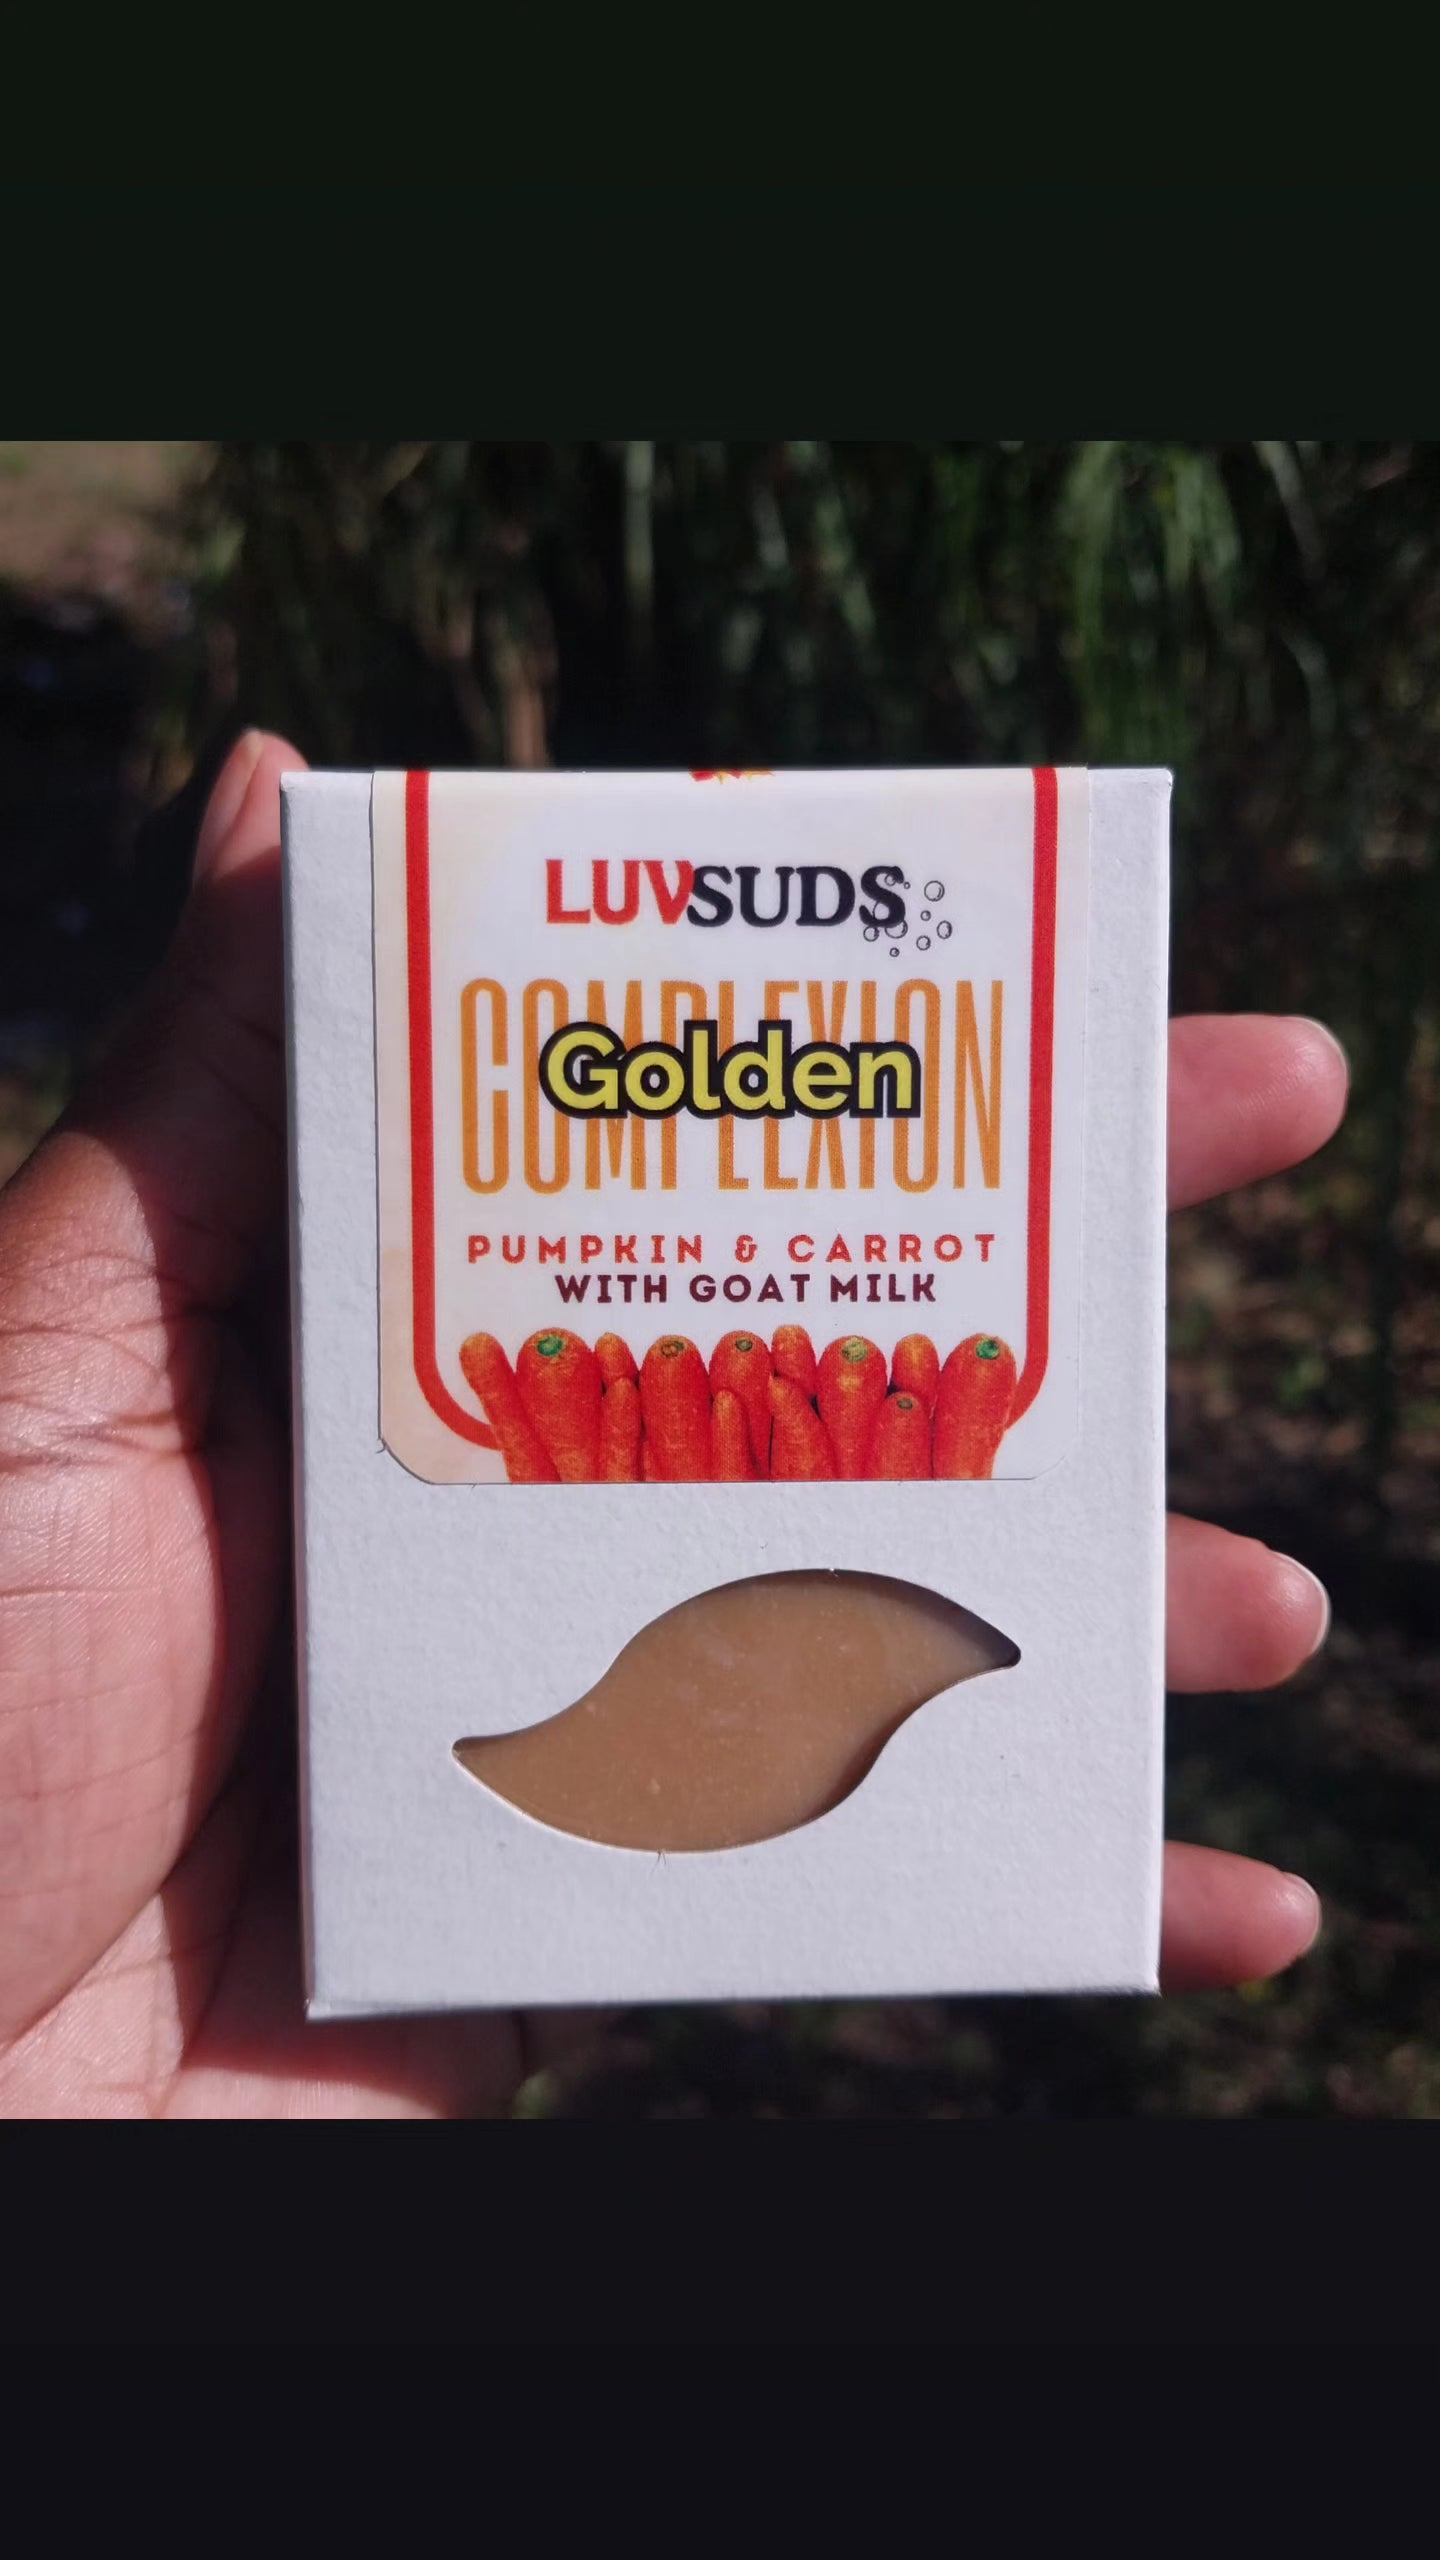 LUVSUDS
COMPLEXION
Golden
PUMPKIN & CARROT
WITH GOAT MILK